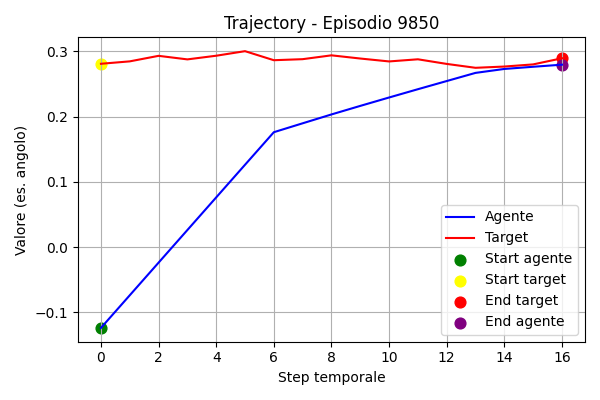 Trajectory - Episodio 9850
Valore (es. angolo)
0.3
0.2
0.1
0.0
−0.1
0 2 4 6 8 10 12 14 16
Step temporale
Agente
Target
Start agente
Start target
End target
End agente